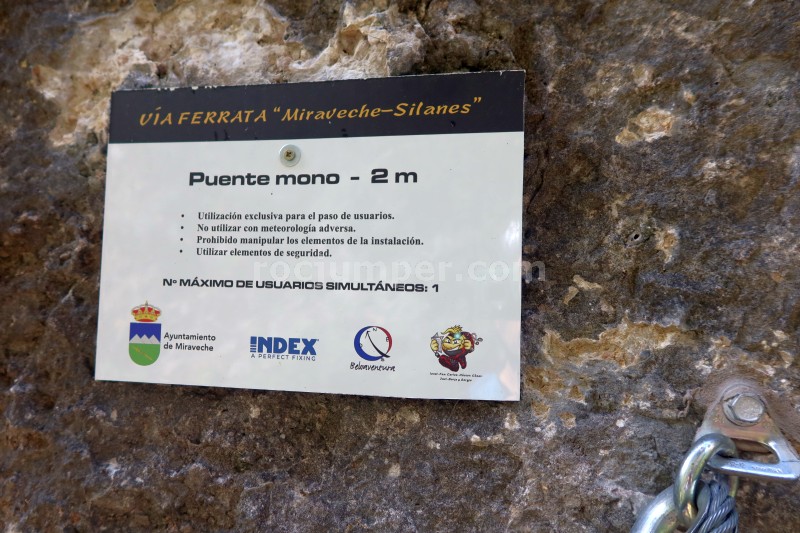 VÍA FERRATA "Miraveche-Silanes"
Puente mono - 2 m
• Utilización exclusiva para el paso de usuarios.
• No utilizar con meteorología adversa.
• Prohibido manipular los elementos de la instalación.
• Utilizar elementos de seguridad.
rocjumper.com
Nº MÁXIMO DE USUARIOS SIMULTÁNEOS: 1
Ayuntamiento
de Miraveche
INDEX
A PERFECT FIXING
Beloaventura